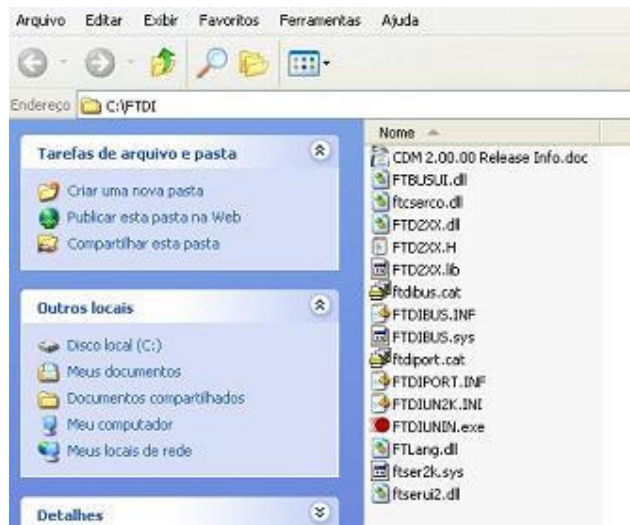 Arquivo Editar Exibir Favoritos Ferramentas Ajuda
Endereço C:\FTDI
Tarefas de arquivo e pasta
Criar uma nova pasta
Publicar esta pasta na Web
Compartilhar esta pasta
Outros locais
Disco local (C:)
Meus documentos
Documentos compartilhados
Meu computador
Meus locais de rede
Detalhes
Nome
CDM 2.00.00 Release Info.doc
FTBUSUI.dll
ftcserco.dll
FTD2XX.dll
FTD2XX.H
FTD2XX.lib
ftdibus.cat
FTDIBUS.INF
FTDIBUS.sys
ftdiport.cat
FTDIPORT.INF
FTDIUN2K.INI
FTDIUNIN.exe
FTLang.dll
ftser2k.sys
ftserui2.dll